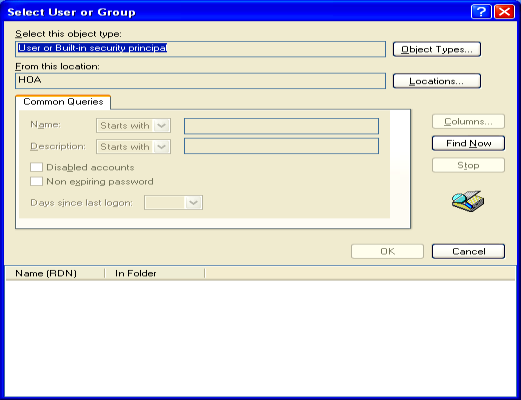 Select User or Group
Select this object type:
User or Built-in security principal
Object Types...
From this location:
HOA
Locations...
Common Queries
Name: Starts with
Description: Starts with
Disabled accounts
Non expiring password
Days since last logon:
Columns...
Find Now
Stop
OK Cancel
Name (RDN) In Folder